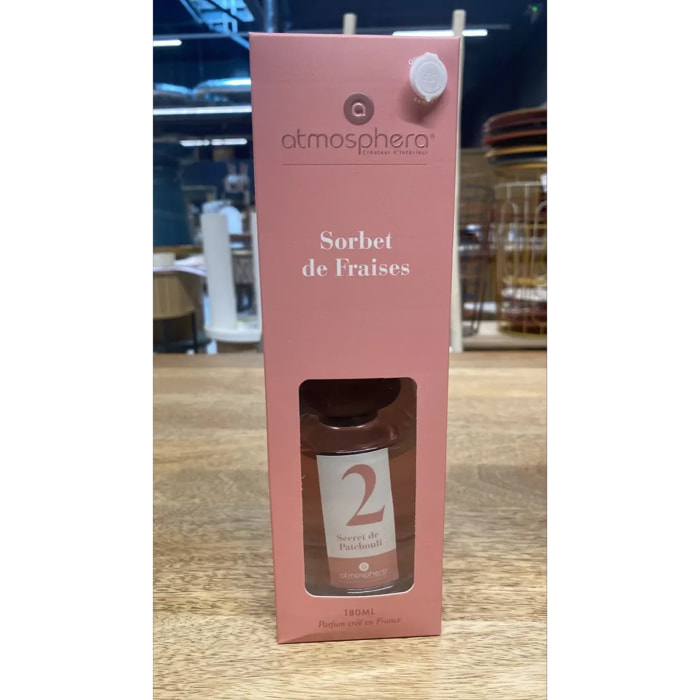 a
atmosphera®
Créateur d'intérieur
Sorbet
de Fraises
2
Secret de
Patchouli
a
atmosphera
180ML
Parfum créé en France